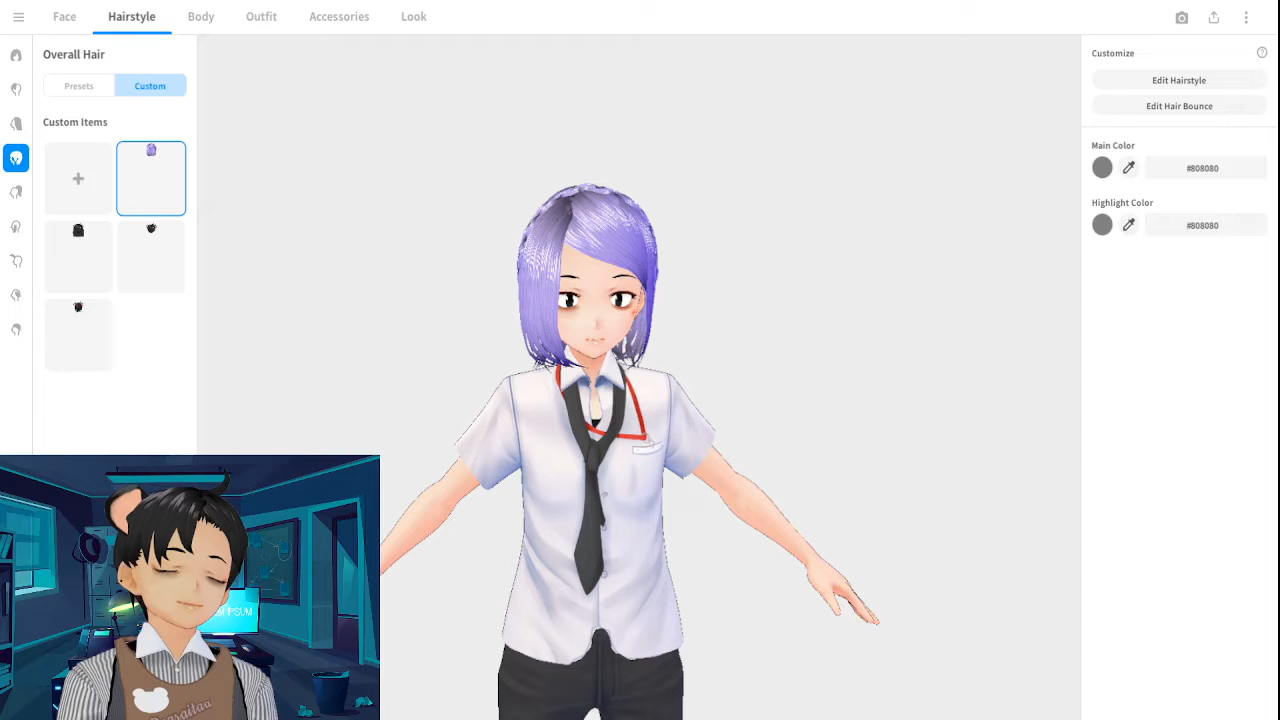 Face Hairstyle Body Outfit Accessories Look
Overall Hair
Presets Custom
Custom Items
Customize
Edit Hairstyle
Edit Hair Bounce
Main Color
#808080
Highlight Color
#808080
IPSUM